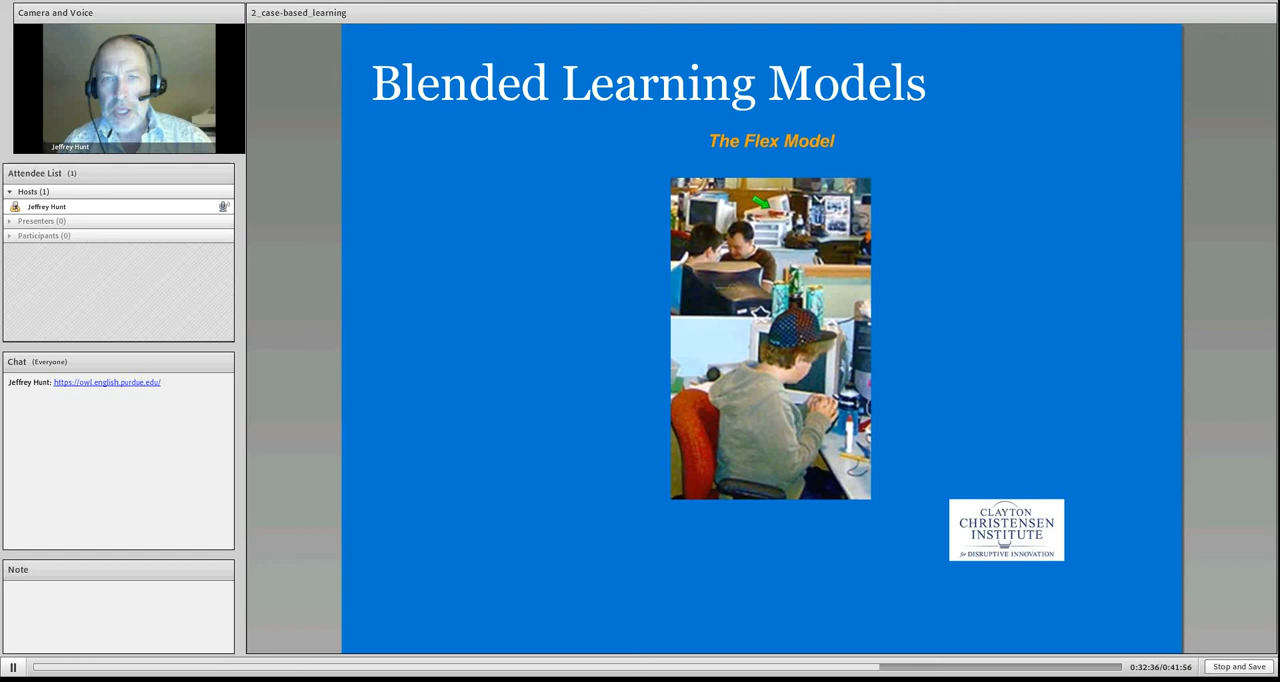 Camera and Voice
Jeffrey Hunt
Attendee List (1)
Hosts (1)
Jeffrey Hunt
Presenters (0)
Participants (0)
Chat (Everyone)
Jeffrey Hunt: https://owl.english.purdue.edu/
Note
2_case-based_learning
Blended Learning Models
The Flex Model
CLAYTON
CHRISTENSEN
INSTITUTE
for DISRUPTIVE INNOVATION
0:32:36/0:41:56
Stop and Save